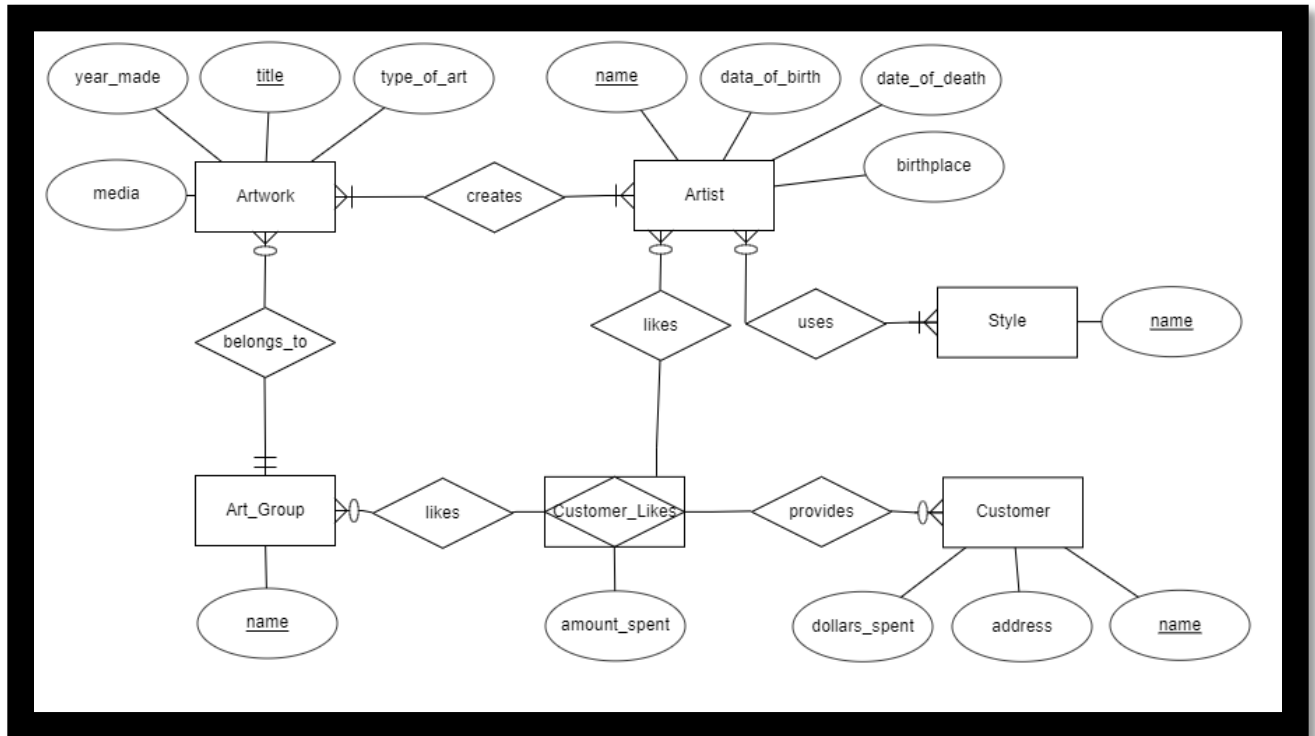 year_made
title
type_of_art
name
data_of_birth
date_of_death
media
Artwork
creates
Artist
birthplace
belongs_to
likes
uses
Style
name
Art_Group
likes
Customer_Likes
provides
Customer
name
amount_spent
dollars_spent
address
name